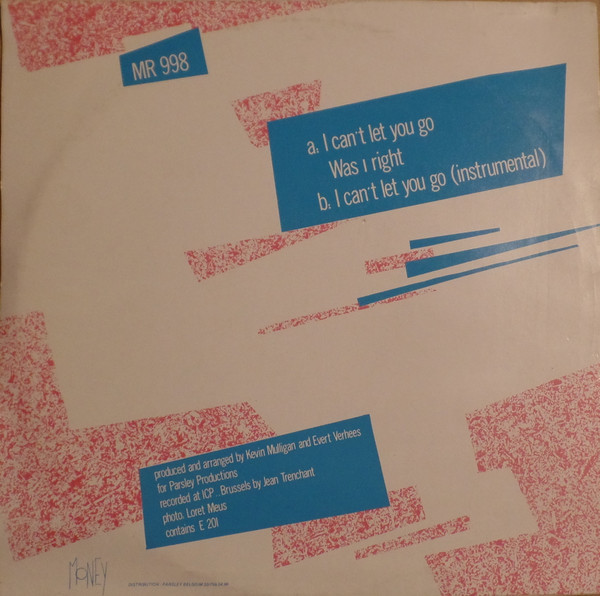 MR 998
a: I can't let you go
Was I right
b: I can't let you go (instrumental)
produced and arranged by Kevin Mulligan and Evert Verhees
for Parsley Productions
recorded at ICP . Brussels by Jean Trenchant
photo. Loret Meus
contains E 201
MONEY
DISTRIBUTION : PARSLEY